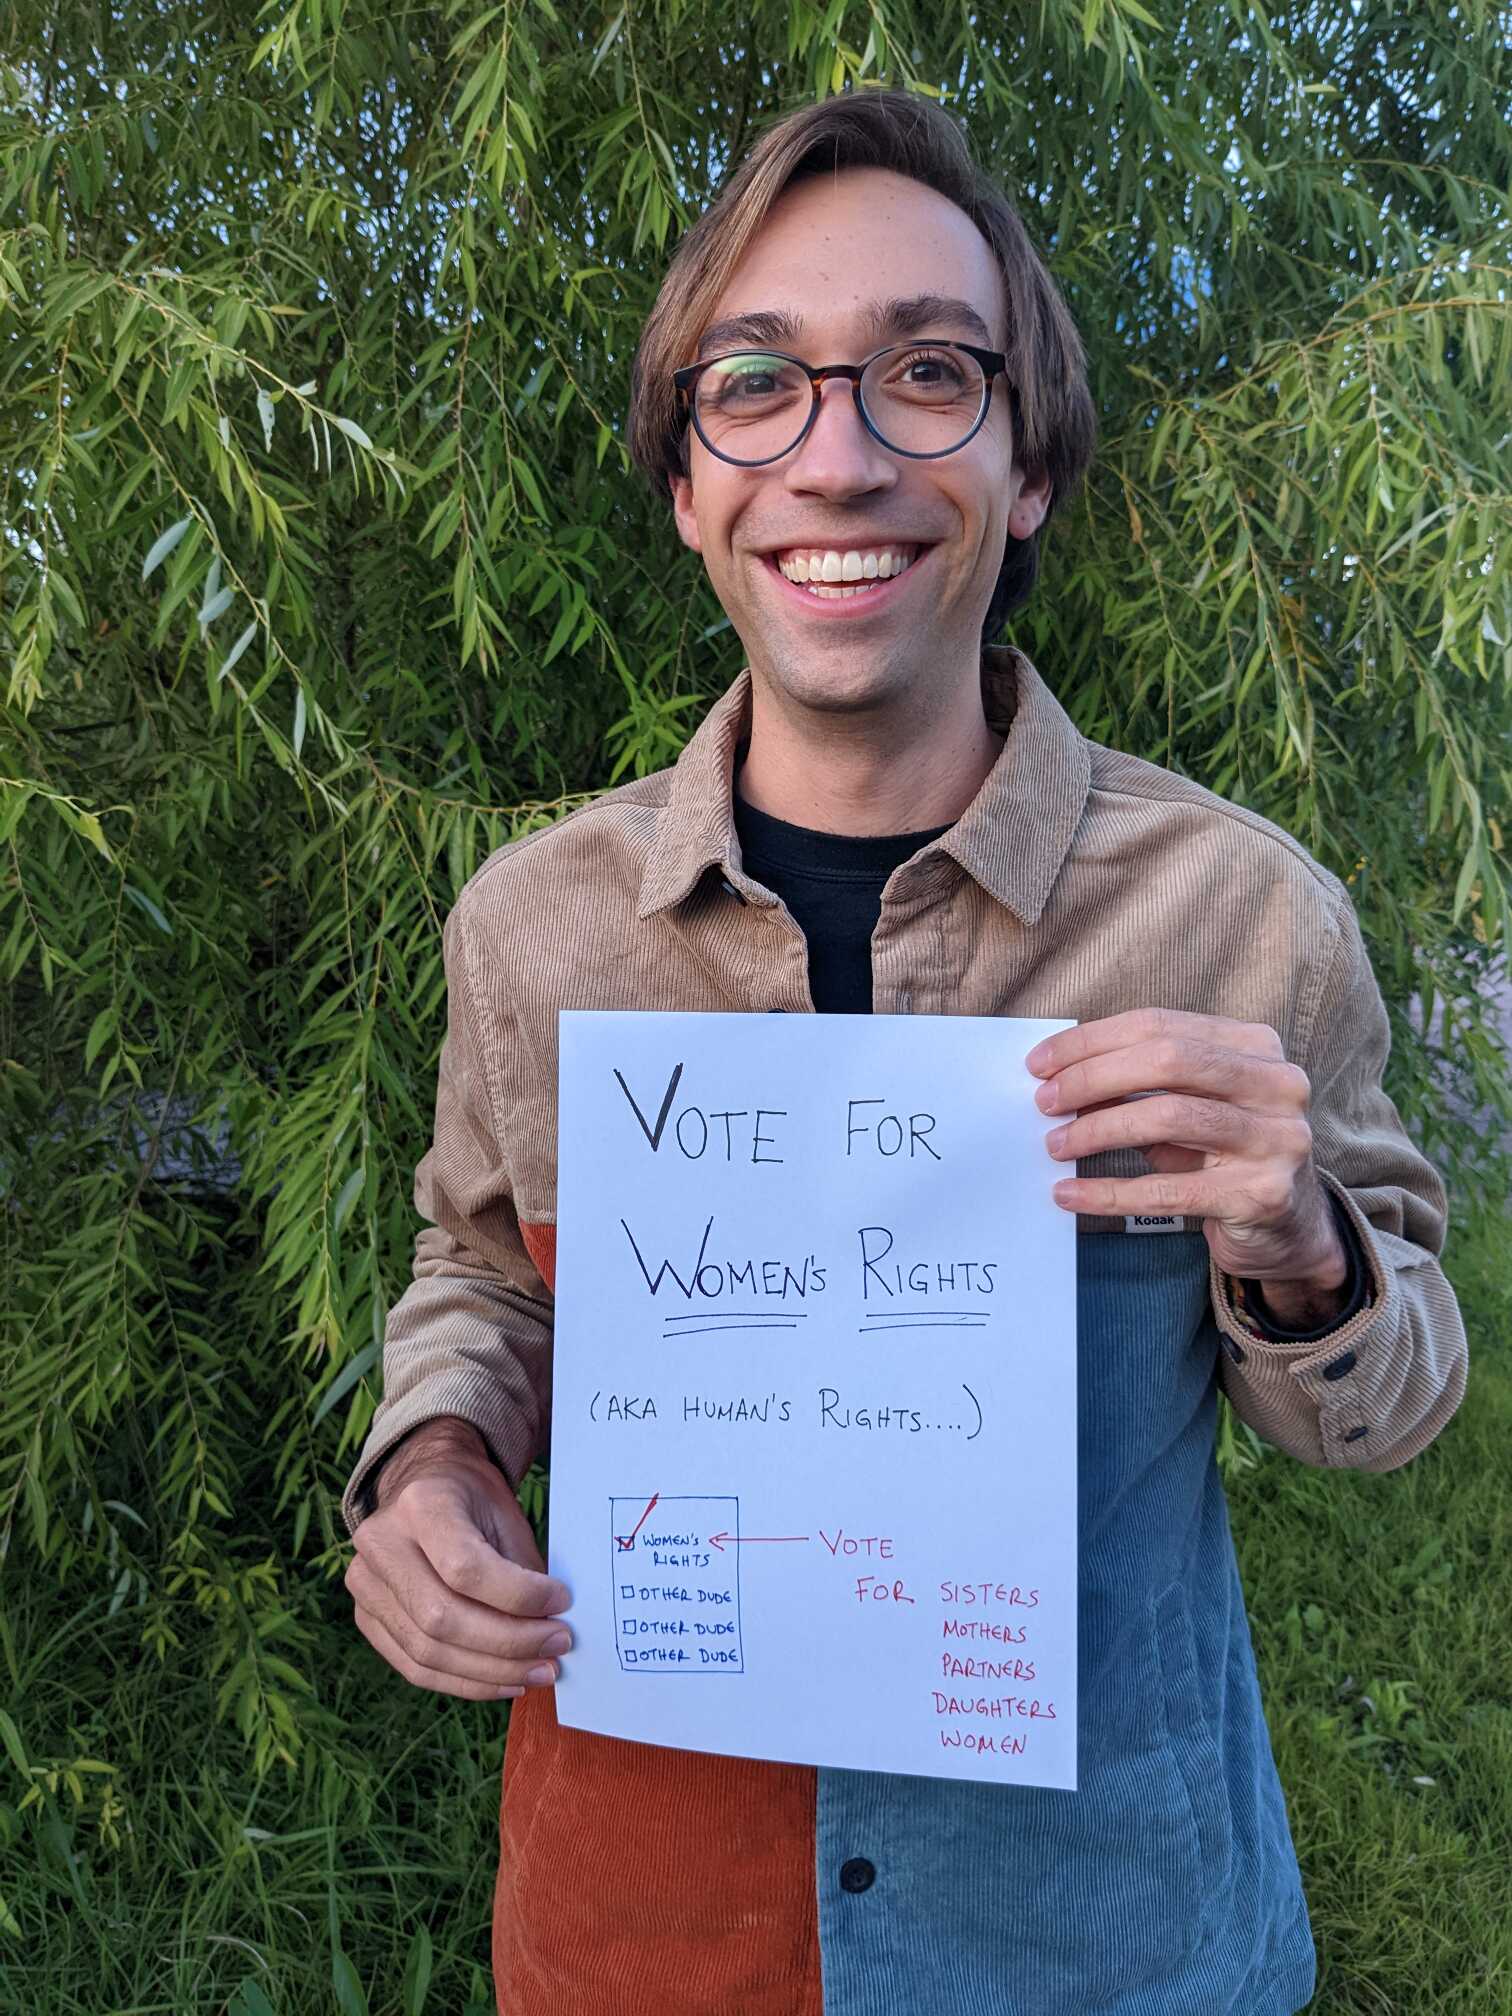 VOTE FOR
WOMEN'S RIGHTS
(AKA HUMAN'S RIGHTS....)
WOMEN'S
RIGHTS
OTHER DUDE
OTHER DUDE
OTHER DUDE
VOTE
FOR SISTERS
MOTHERS
PARTNERS
DAUGHTERS
WOMEN
Kodak